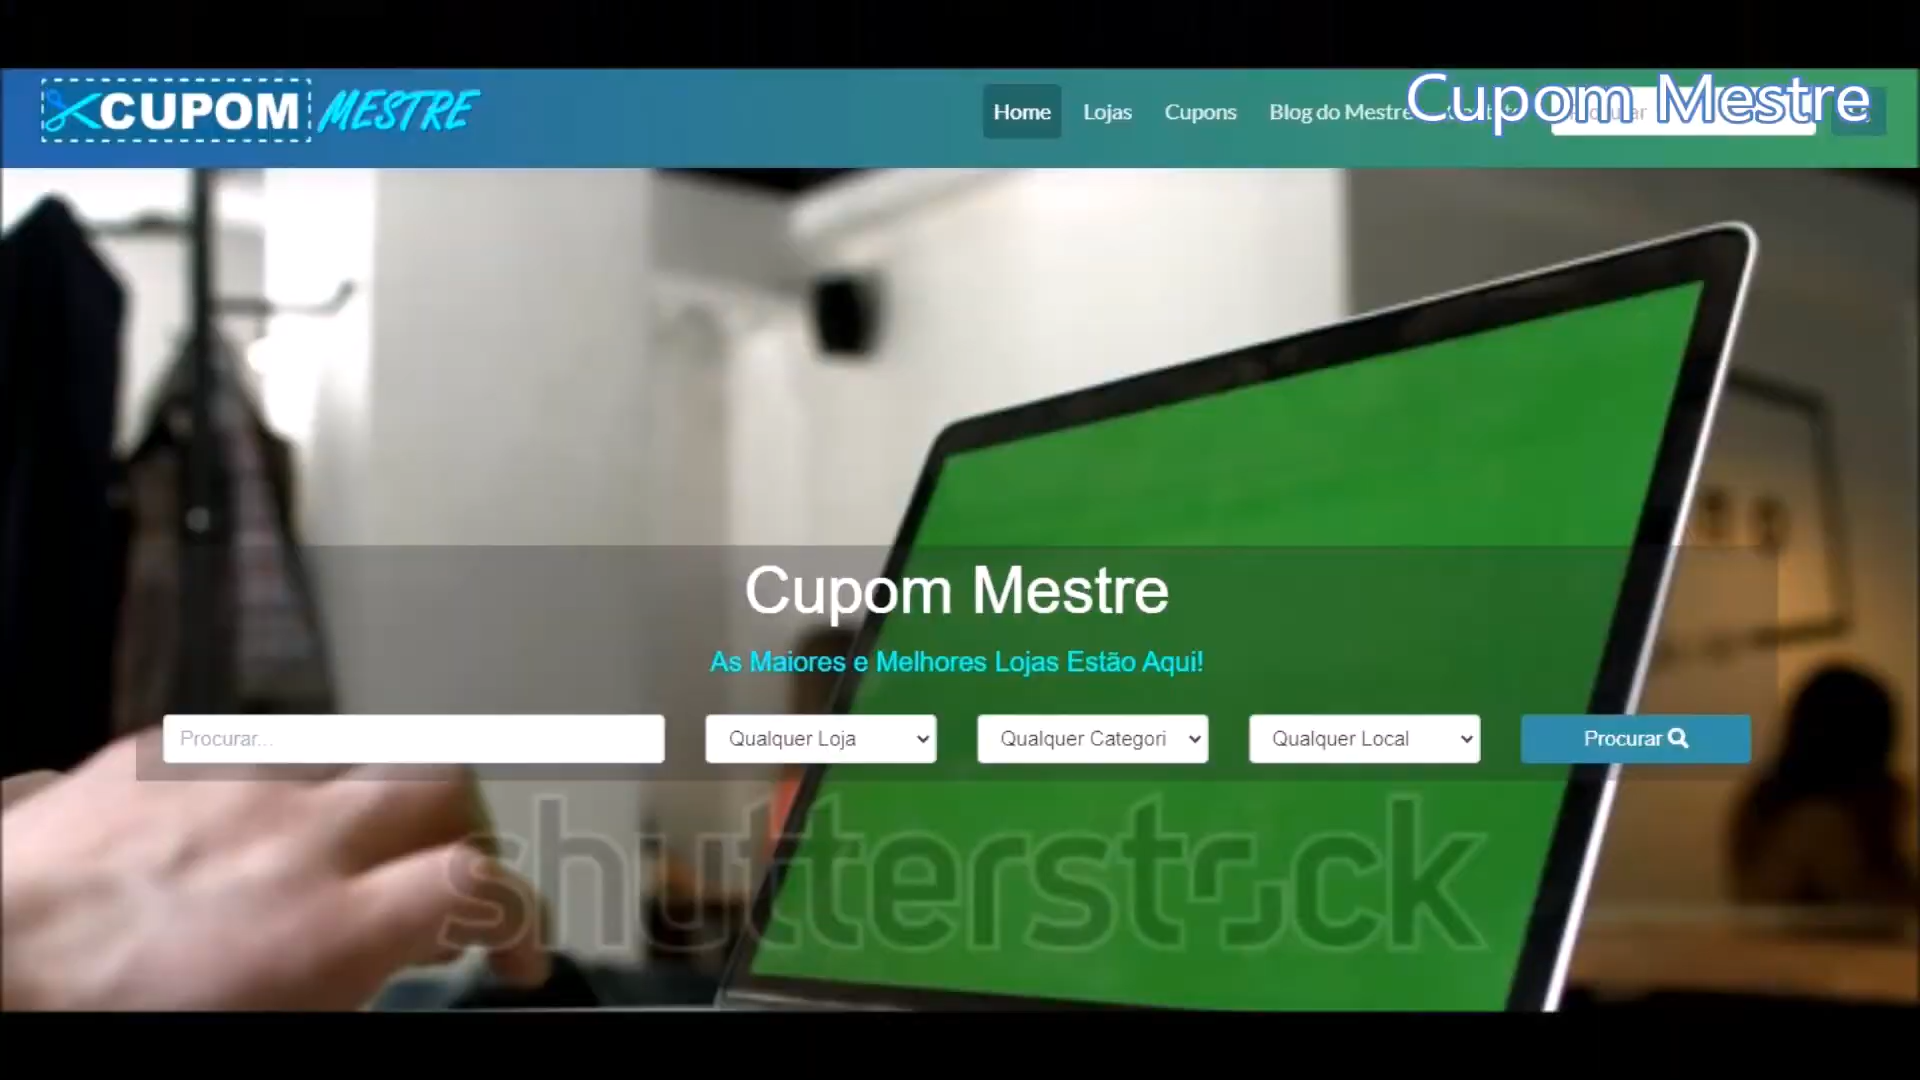 CUPOM MESTRE
Home Lojas Cupons Blog do Mestre
Cupom Mestre
Cupom Mestre
As Maiores e Melhores Lojas Estão Aqui!
Procurar... Qualquer Loja Qualquer Categori Qualquer Local Procurar
shutterstock